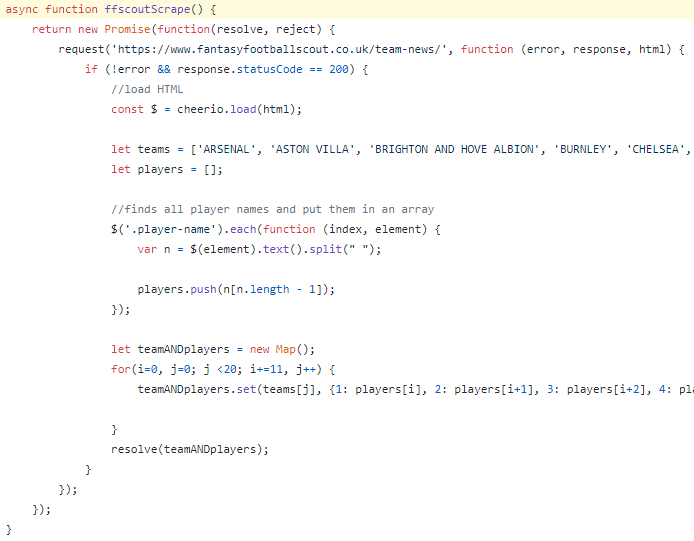 async function ffscoutScrape() {
return new Promise(function(resolve, reject) {
request('https://www.fantasyfootballscout.co.uk/team-news/', function (error, response, html) {
if (!error && response.statusCode == 200) {
//load HTML
const $ = cheerio.load(html);
let teams = ['ARSENAL', 'ASTON VILLA', 'BRIGHTON AND HOVE ALBION', 'BURNLEY', 'CHELSEA',
let players = [];
//finds all player names and put them in an array
$('.player-name').each(function (index, element) {
var n = $(element).text().split(" ");
players.push(n[n.length - 1]);
});
let teamANDplayers = new Map();
for(i=0, j=0; j <20; i+=11, j++) {
teamANDplayers.set(teams[j], {1: players[i], 2: players[i+1], 3: players[i+2], 4: pla
}
resolve(teamANDplayers);
}
});
});
}